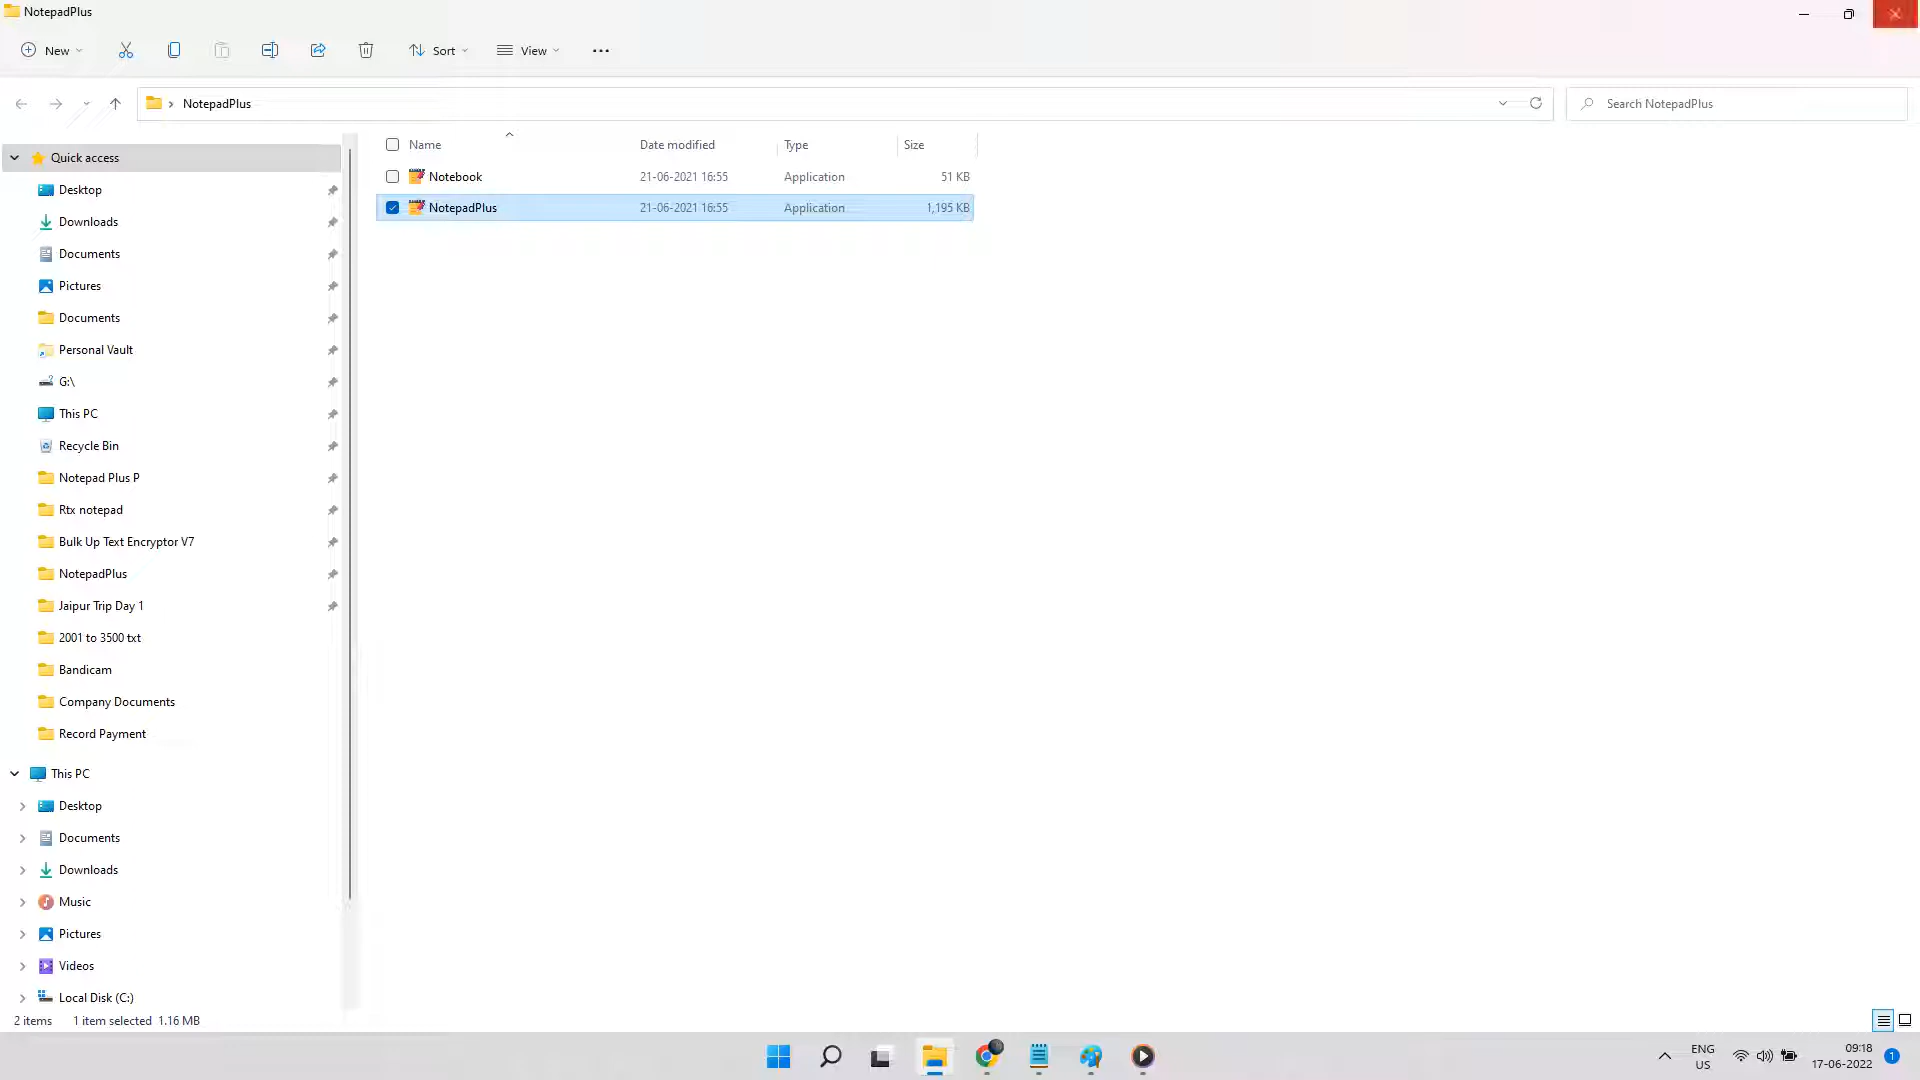 NotepadPlus
New
Sort
View
NotepadPlus
Search NotepadPlus
Name Date modified Type Size
Notebook 21-06-2021 16:55 Application 51 KB
NotepadPlus 21-06-2021 16:55 Application 1,195 KB
Quick access
Desktop
Downloads
Documents
Pictures
Documents
Personal Vault
G:\
This PC
Recycle Bin
Notepad Plus P
Rtx notepad
Bulk Up Text Encryptor V7
NotepadPlus
Jaipur Trip Day 1
2001 to 3500 txt
Bandicam
Company Documents
Record Payment
This PC
Desktop
Documents
Downloads
Music
Pictures
Videos
Local Disk (C:)
2 items 1 item selected 1.16 MB
ENG
US
09:18
17-06-2022
1